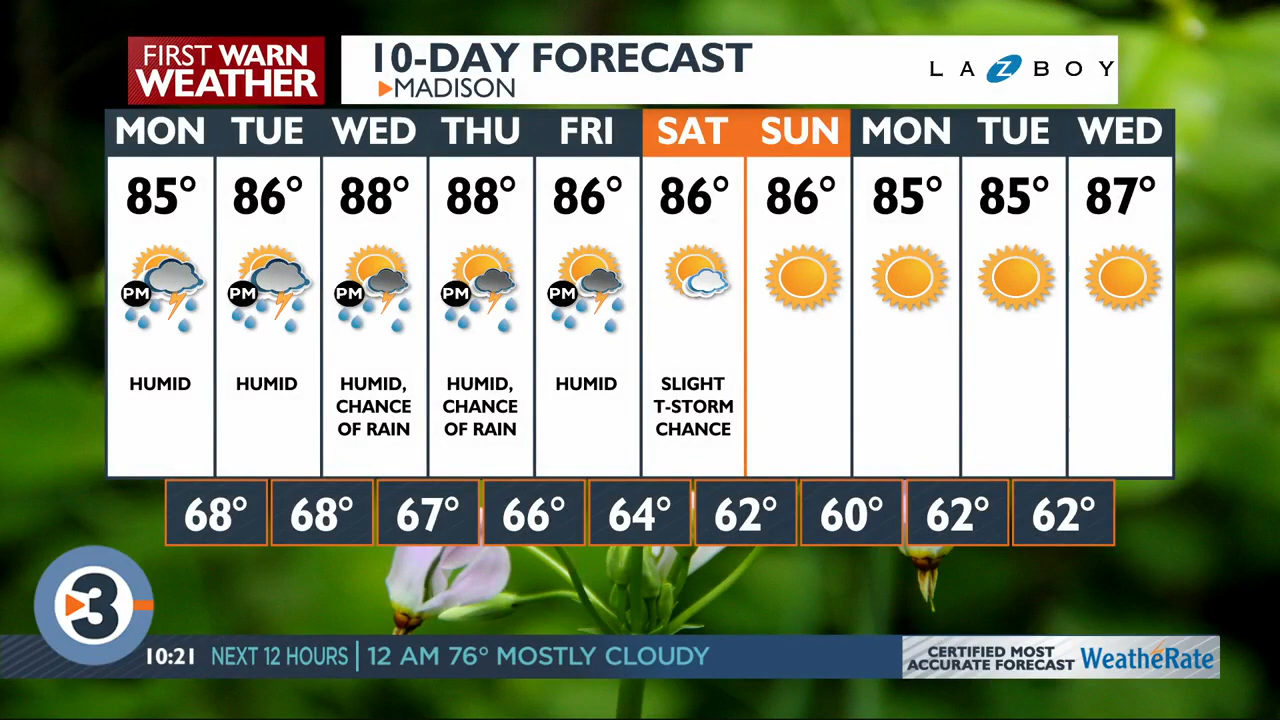 FIRST WARN
WEATHER
10-DAY FORECAST
MADISON
LA Z BOY
MON TUE WED THU FRI SAT SUN MON TUE WED
85° 86° 88° 88° 86° 86° 86° 85° 85° 87°
PM PM PM PM PM
HUMID HUMID HUMID, HUMID, HUMID SLIGHT
CHANCE CHANCE T-STORM
OF RAIN OF RAIN CHANCE
68° 68° 67° 66° 64° 62° 60° 62° 62°
3
10:21 NEXT 12 HOURS 12 AM 76° MOSTLY CLOUDY
CERTIFIED MOST
ACCURATE FORECAST WeatheRate